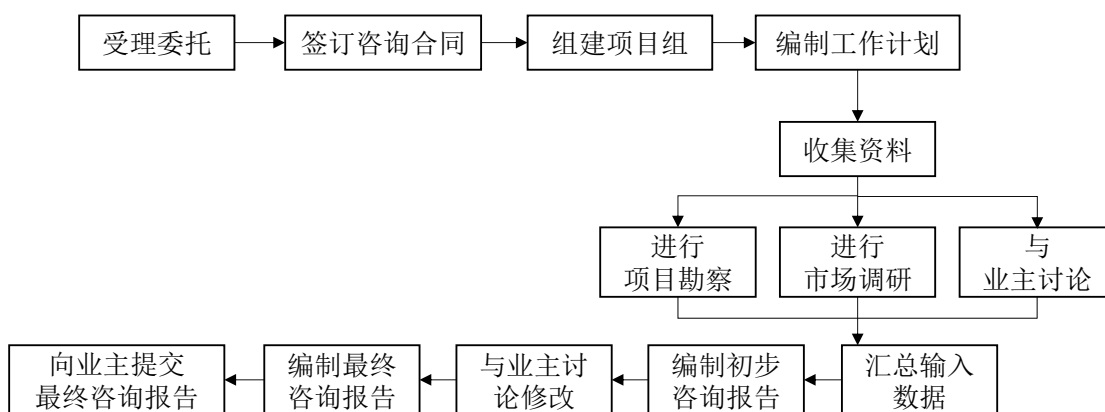 受理委托
签订咨询合同
组建项目组
编制工作计划
收集资料
进行
项目勘察
进行
市场调研
与
业主讨论
向业主提交
最终咨询报告
编制最终
咨询报告
与业主讨
论修改
编制初步
咨询报告
汇总输入
数据